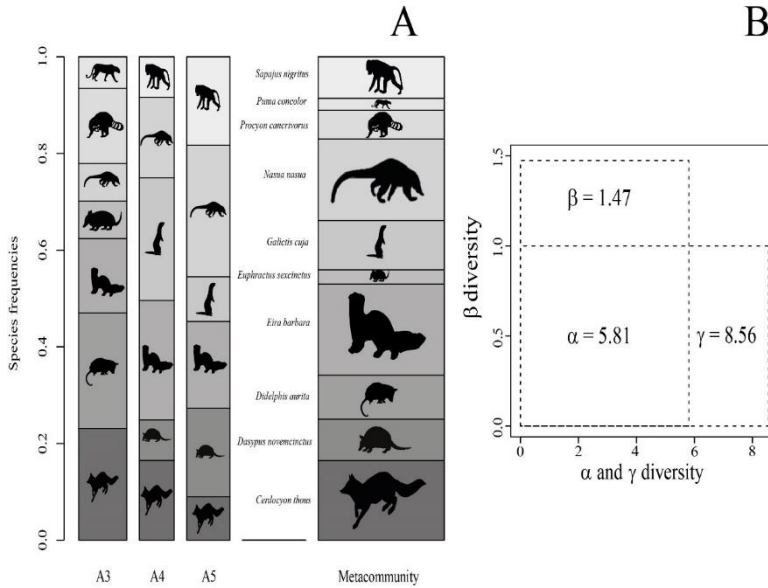 A
Species frequencies
1.0
0.8
0.6
0.4
0.2
0.0
Sapajus nigritus
Puma concolor
Procyon cancrivorus
Nasua nasua
Galictis cuja
Euphractus sexcinctus
Eira barbara
Didelphis aurita
Dasypus novemcinctus
Cerdocyon thous
A3
A4
A5
Metacommunity
B
β diversity
1.5
1.0
0.5
0.0
β = 1.47
α = 5.81
γ = 8.56
0
2
4
6
8
α and γ diversity